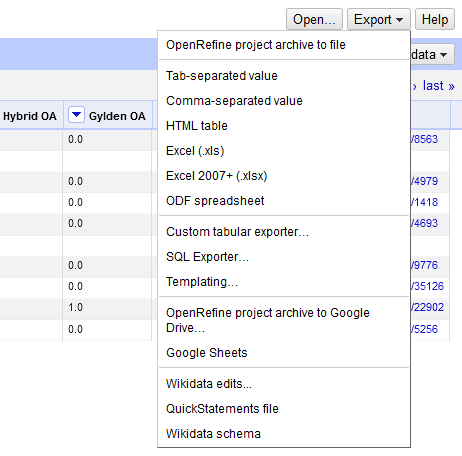 Open... Export Help
OpenRefine project archive to file
data
Tab-separated value
› last »
Comma-separated value
Hybrid OA Gylden OA
HTML table
0.0 /8563
Excel (.xls)
Excel 2007+ (.xlsx)
0.0 /4979
ODF spreadsheet
0.0 /1418
0.0 /4693
Custom tabular exporter...
SQL Exporter...
0.0 /9776
Templating...
0.0 /35126
OpenRefine project archive to Google
1.0 /22902
Drive...
0.0 /5256
Google Sheets
Wikidata edits...
QuickStatements file
Wikidata schema